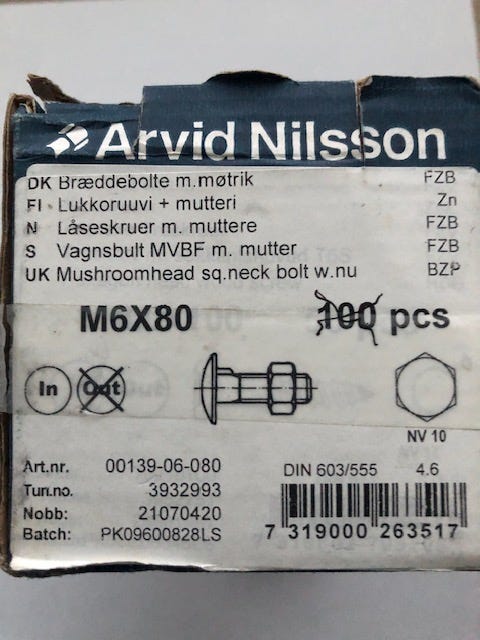 Arvid Nilsson
DK Bræddebolte m.møtrik FZB
FI Lukkoruuvi + mutteri Zn
N Låseskruer m. muttere FZB
S Vagnsbult MVBF m. mutter FZB
UK Mushroomhead sq.neck bolt w.nu BZP
M6X80 100 pcs
In Out
NV 10
Art.nr. 00139-06-080 DIN 603/555 4.6
Tun.no. 3932993
Nobb: 21070420
Batch: PK09600828LS
7 319000 263517